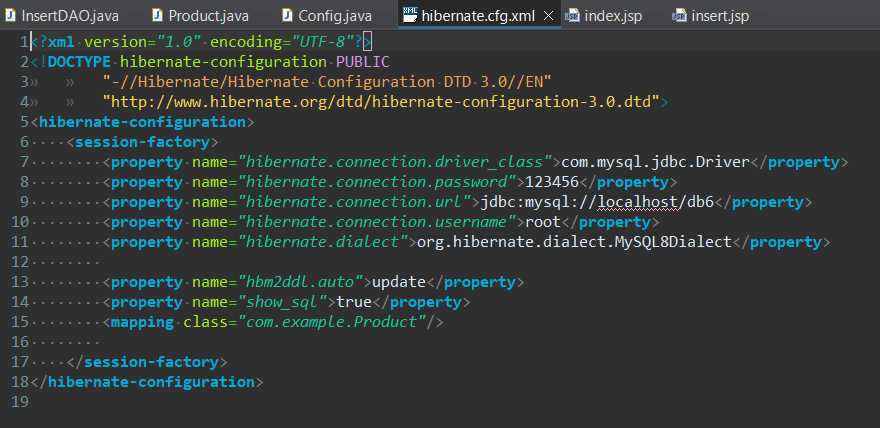 InsertDAO.java Product.java Config.java hibernate.cfg.xml index.jsp insert.jsp
1 <?xml version="1.0" encoding="UTF-8"?>
2 <!DOCTYPE hibernate-configuration PUBLIC
3 "-//Hibernate/Hibernate Configuration DTD 3.0//EN"
4 "http://www.hibernate.org/dtd/hibernate-configuration-3.0.dtd">
5 <hibernate-configuration>
6 <session-factory>
7 <property name="hibernate.connection.driver_class">com.mysql.jdbc.Driver</property>
8 <property name="hibernate.connection.password">123456</property>
9 <property name="hibernate.connection.url">jdbc:mysql://localhost/db6</property>
10 <property name="hibernate.connection.username">root</property>
11 <property name="hibernate.dialect">org.hibernate.dialect.MySQL8Dialect</property>
12
13 <property name="hbm2ddl.auto">update</property>
14 <property name="show_sql">true</property>
15 <mapping class="com.example.Product"/>
16
17 </session-factory>
18 </hibernate-configuration>
19